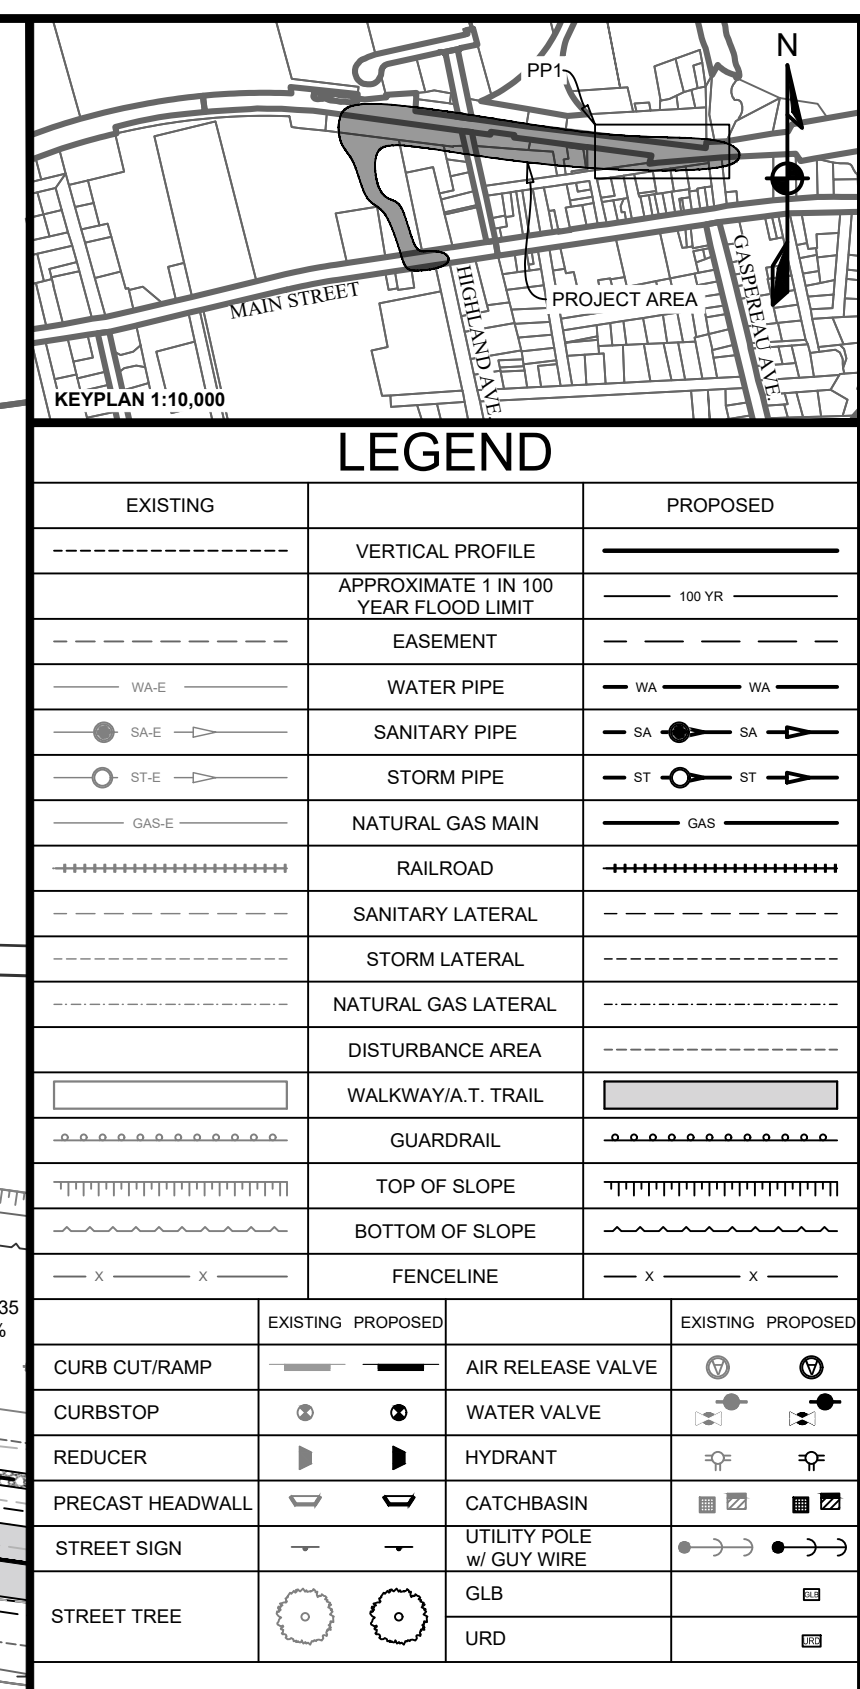 N
PP1
GASPEREAU AVE.
MAIN STREET
HIGHLAND AVE.
PROJECT AREA
KEYPLAN 1:10,000
LEGEND
EXISTING PROPOSED
VERTICAL PROFILE
APPROXIMATE 1 IN 100
YEAR FLOOD LIMIT
100 YR
EASEMENT
WA-E WATER PIPE WA WA
SA-E SANITARY PIPE SA SA
ST-E STORM PIPE ST ST
GAS-E NATURAL GAS MAIN GAS
RAILROAD
SANITARY LATERAL
STORM LATERAL
NATURAL GAS LATERAL
DISTURBANCE AREA
WALKWAY/A.T. TRAIL
GUARDRAIL
TOP OF SLOPE
BOTTOM OF SLOPE
X X FENCELINE X X
35
%
EXISTING PROPOSED EXISTING PROPOSED
CURB CUT/RAMP AIR RELEASE VALVE
CURBSTOP WATER VALVE
REDUCER HYDRANT
PRECAST HEADWALL CATCHBASIN
STREET SIGN UTILITY POLE
w/ GUY WIRE
STREET TREE
GLB GLB
URD URD